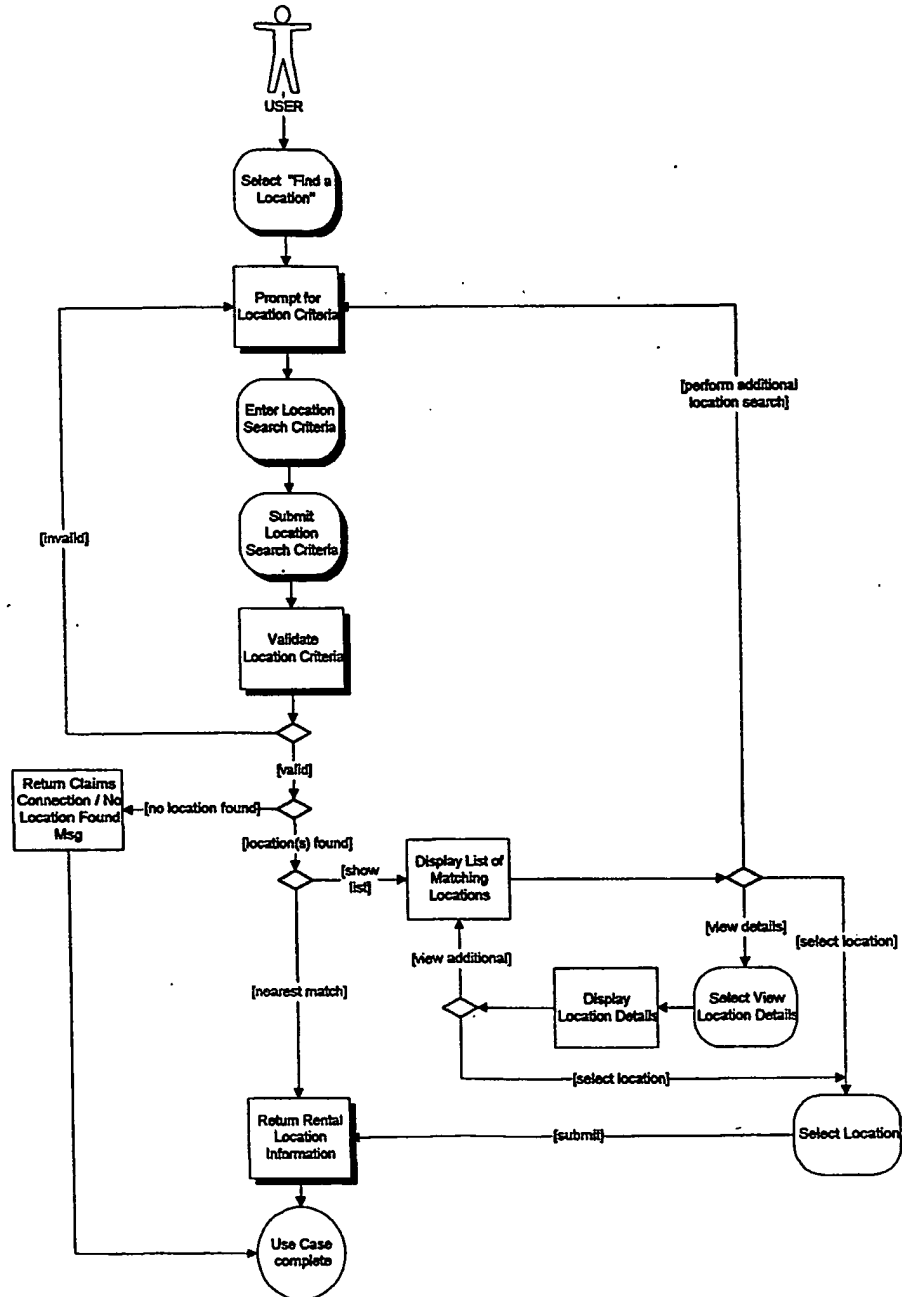 USER
Select "Find a
Location"
Prompt for
Location Criteria
[perform additional
location search]
Enter Location
Search Criteria
Submit
Location
Search Criteria
[invalid]
Validate
Location Criteria
[valid]
Return Claims
Connection / No
Location Found
Msg
[no location found]
[location(s) found]
[show
list]
Display List of
Matching
Locations
[view details]
[select location]
[view additional]
[nearest match]
Display
Location Details
Select View
Location Details
[select location]
Return Rental
Location
Information
[submit]
Select Location
Use Case
complete